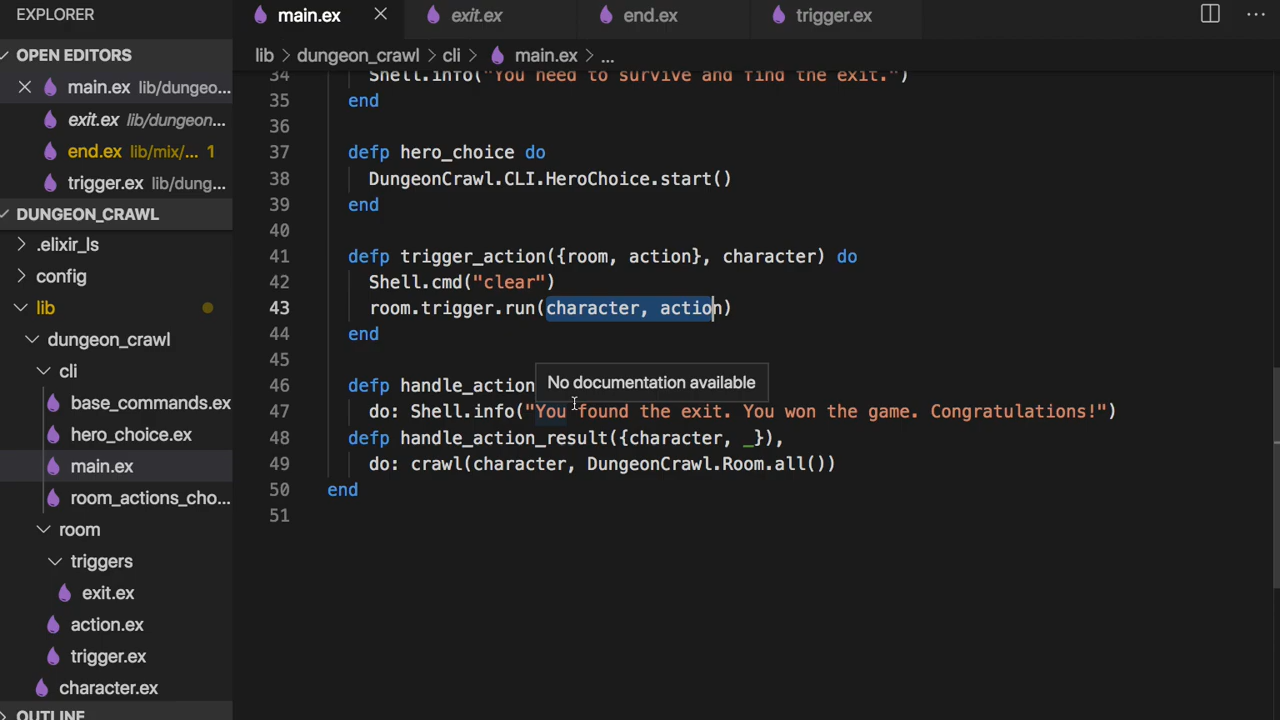 EXPLORER
main.ex
exit.ex
end.ex
trigger.ex
OPEN EDITORS
main.ex lib/dungeo...
exit.ex lib/dungeon...
end.ex lib/mix/... 1
trigger.ex lib/dung...
DUNGEON_CRAWL
.elixir_ls
config
lib
dungeon_crawl
cli
base_commands.ex
hero_choice.ex
main.ex
room_actions_cho...
room
triggers
exit.ex
action.ex
trigger.ex
character.ex
OUTLINE
lib > dungeon_crawl > cli > main.ex > ...
34 Shell.info("You need to survive and find the exit.")
35 end
36
37 defp hero_choice do
38 DungeonCrawl.CLI.HeroChoice.start()
39 end
40
41 defp trigger_action({room, action}, character) do
42 Shell.cmd("clear")
43 room.trigger.run(character, action)
44 end
45
46 defp handle_action
No documentation available
47 do: Shell.info("You found the exit. You won the game. Congratulations!")
48 defp handle_action_result({character, _}),
49 do: crawl(character, DungeonCrawl.Room.all())
50 end
51